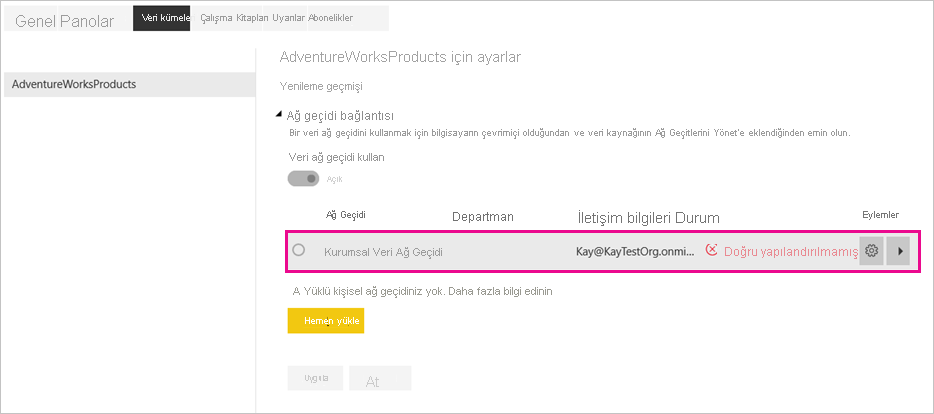 Genel Panolar Veri kümele Çalışma Kitapları Uyarılar Abonelikler
AdventureWorksProducts için ayarlar
AdventureWorksProducts
Yenileme geçmişi
Ağ geçidi bağlantısı
Bir veri ağ geçidini kullanmak için bilgisayarın çevrimiçi olduğundan ve veri kaynağının Ağ Geçitlerini Yönet'e eklendiğinden emin olun.
Veri ağ geçidi kullan
Açık
Ağ Geçidi Departman İletişim bilgileri Durum Eylemler
Kurumsal Veri Ağ Geçidi Kay@KayTestOrg.onmi... Doğru yapılandırılmamış
A Yüklü kişisel ağ geçidiniz yok. Daha fazla bilgi edinin
Hemen yükle
Uygula At